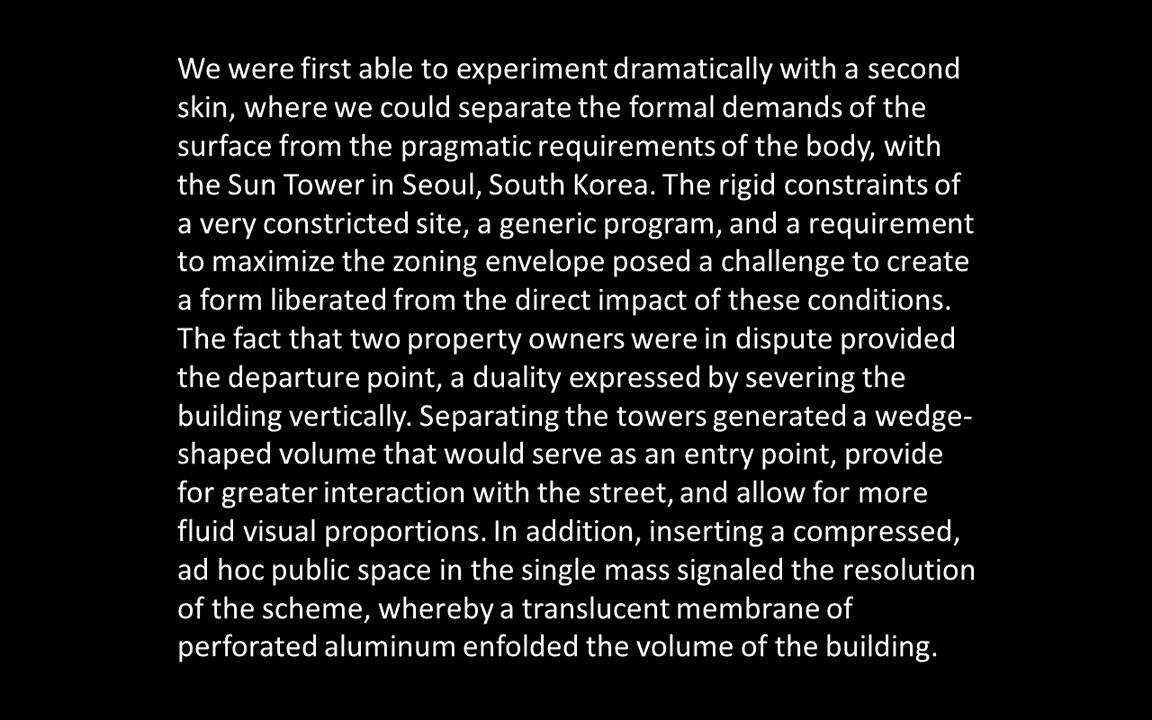 We were first able to experiment dramatically with a second
skin, where we could separate the formal demands of the
surface from the pragmatic requirements of the body, with
the Sun Tower in Seoul, South Korea. The rigid constraints of
a very constricted site, a generic program, and a requirement
to maximize the zoning envelope posed a challenge to create
a form liberated from the direct impact of these conditions.
The fact that two property owners were in dispute provided
the departure point, a duality expressed by severing the
building vertically. Separating the towers generated a wedge-
shaped volume that would serve as an entry point, provide
for greater interaction with the street, and allow for more
fluid visual proportions. In addition, inserting a compressed,
ad hoc public space in the single mass signaled the resolution
of the scheme, whereby a translucent membrane of
perforated aluminum enfolded the volume of the building.